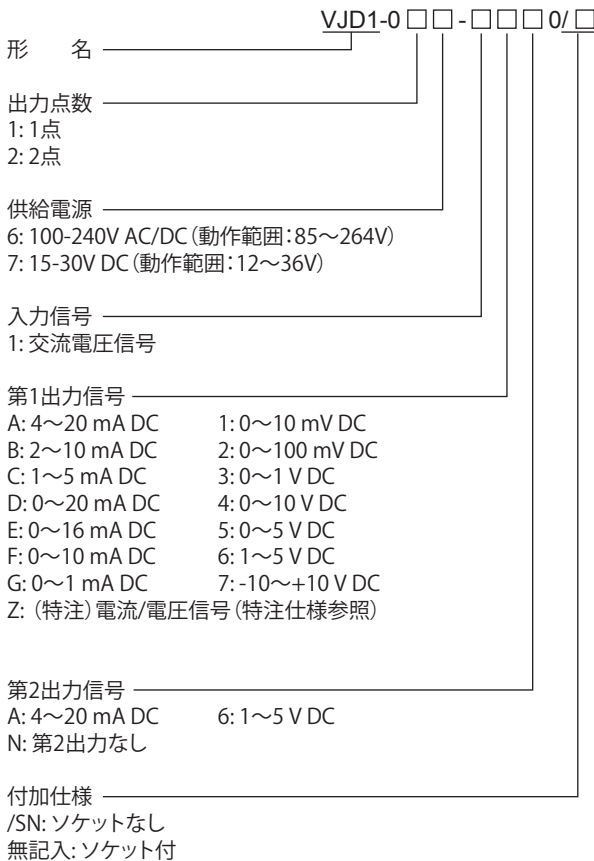 VJD1-0□□-□□□0/□
形　名
出力点数
1: 1点
2: 2点
供給電源
6: 100-240V AC/DC（動作範囲：85～264V）
7: 15-30V DC（動作範囲：12～36V）
入力信号
1: 交流電圧信号
第1出力信号
A: 4～20 mA DC　1: 0～10 mV DC
B: 2～10 mA DC　2: 0～100 mV DC
C: 1～5 mA DC　3: 0～1 V DC
D: 0～20 mA DC　4: 0～10 V DC
E: 0～16 mA DC　5: 0～5 V DC
F: 0～10 mA DC　6: 1～5 V DC
G: 0～1 mA DC　7: -10～+10 V DC
Z: （特注）電流/電圧信号（特注仕様参照）
第2出力信号
A: 4～20 mA DC　6: 1～5 V DC
N: 第2出力なし
付加仕様
/SN: ソケットなし
無記入: ソケット付